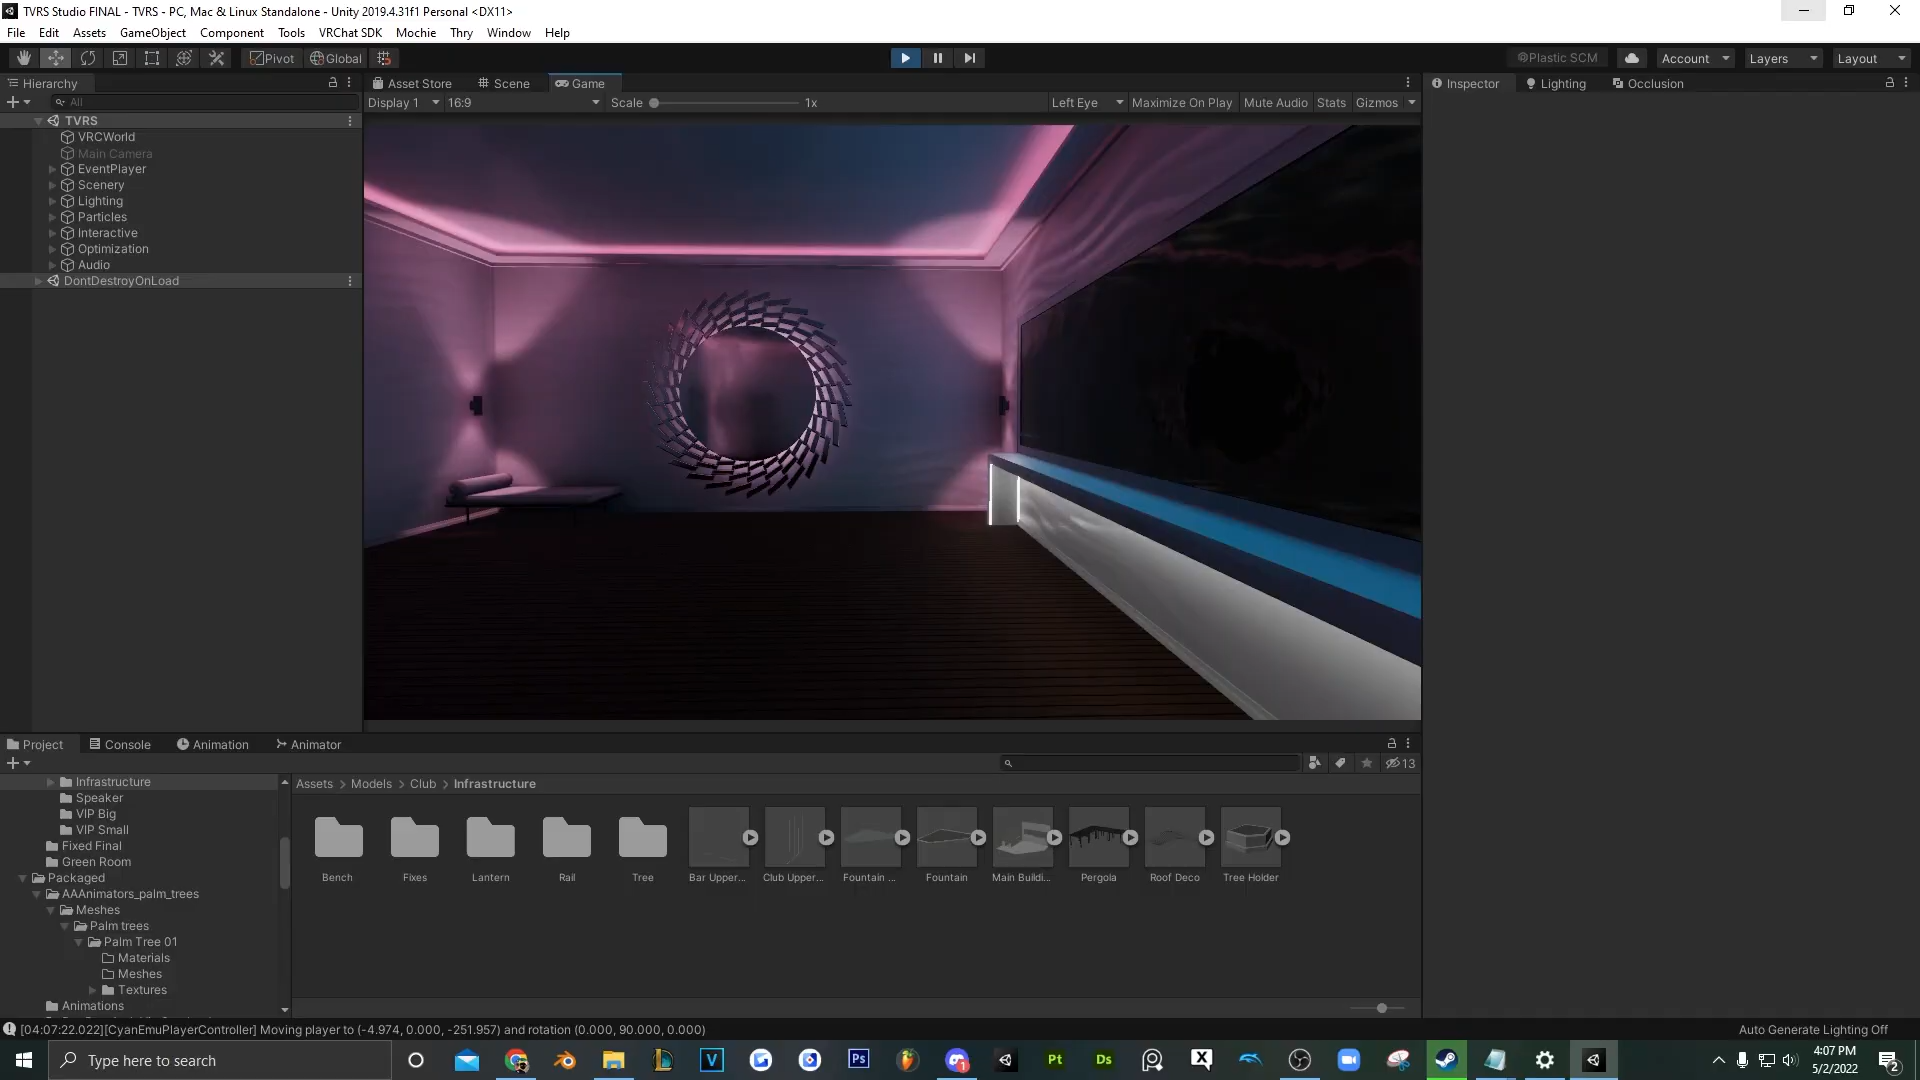 TVRS Studio FINAL - TVRS - PC, Mac & Linux Standalone - Unity 2019.4.31f1 Personal <DX11>
File Edit Assets GameObject Component Tools VRChat SDK Mochie Thry Window Help
Pivot Global Plastic SCM Account Layers Layout
Hierarchy Asset Store Scene Game Inspector Lighting Occlusion
All Display 1 16:9 Scale 1x Left Eye Maximize On Play Mute Audio Stats Gizmos
TVRS
VRCWorld
Main Camera
EventPlayer
Scenery
Lighting
Particles
Interactive
Optimization
Audio
DontDestroyOnLoad
Project Console Animation Animator
13
Infrastructure
Speaker
VIP Big
VIP Small
Fixed Final
Green Room
Packaged
AAAnimators_palm_trees
Meshes
Palm trees
Palm Tree 01
Materials
Meshes
Textures
Animations
Assets > Models > Club > Infrastructure
Bench Fixes Lantern Rail Tree Bar Upper... Club Upper... Fountain ... Fountain Main Buildi... Pergola Roof Deco Tree Holder
[04:07:22.022][CyanEmuPlayerController] Moving player to (-4.974, 0.000, -251.957) and rotation (0.000, 90.000, 0.000)
Auto Generate Lighting Off
Type here to search
V Ps 1 Pt Ds X
4:07 PM
5/2/2022
2